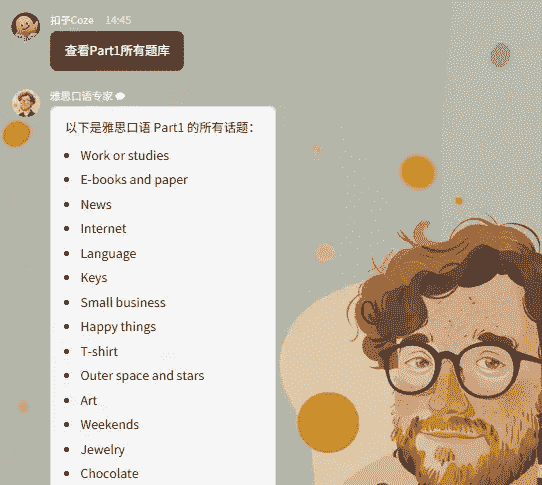 扣子Coze 14:45
查看Part1所有题库
雅思口语专家
以下是雅思口语 Part1 的所有话题：
Work or studies
E-books and paper
News
Internet
Language
Keys
Small business
Happy things
T-shirt
Outer space and stars
Art
Weekends
Jewelry
Chocolate